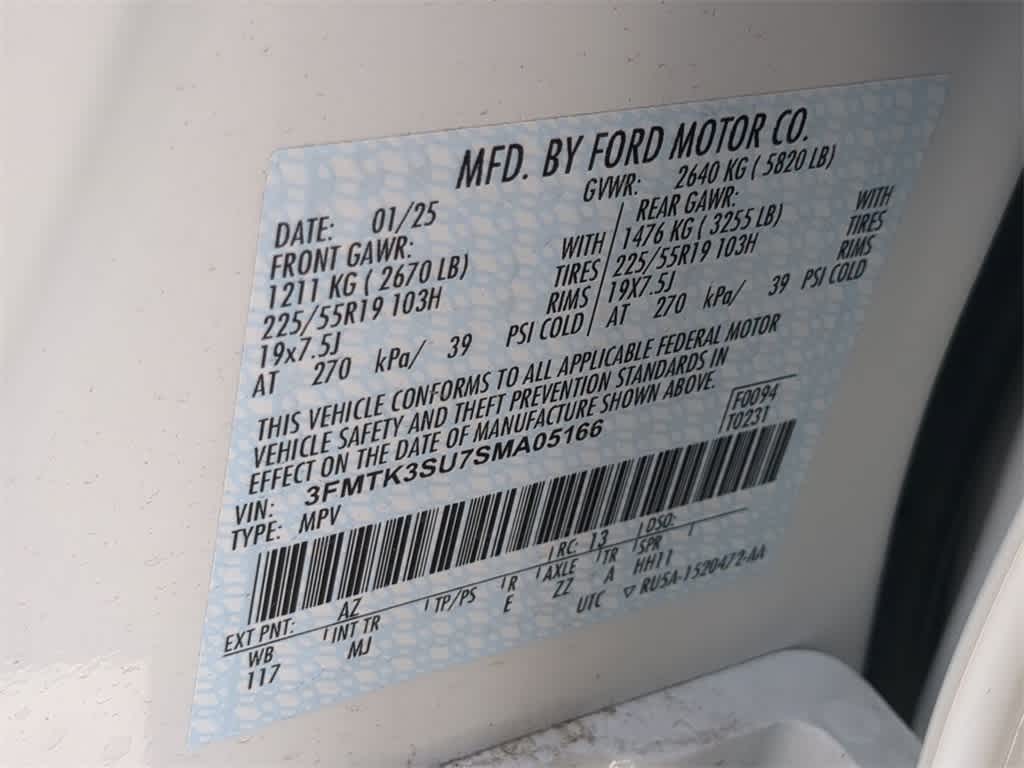 MFD. BY FORD MOTOR CO.
DATE: 01/25 GVWR: 2640 KG ( 5820 LB)
FRONT GAWR: REAR GAWR:
1211 KG ( 2670 LB) WITH 1476 KG ( 3255 LB) WITH
225/55R19 103H TIRES 225/55R19 103H TIRES
19x7.5J RIMS 19X7.5J RIMS
AT 270 kPa/ 39 PSI COLD AT 270 kPa/ 39 PSI COLD
THIS VEHICLE CONFORMS TO ALL APPLICABLE FEDERAL MOTOR
VEHICLE SAFETY AND THEFT PREVENTION STANDARDS IN
EFFECT ON THE DATE OF MANUFACTURE SHOWN ABOVE.
F0094
VIN: 3FMTK3SU7SMA05166 T0231
TYPE: MPV
EXT PNT: AZ RC: 13 DSO:
WB INT TR TP/PS R AXLE TR SPR
117 MJ E ZZ A HH11
UTC ▽ RU5A-1520472-AA